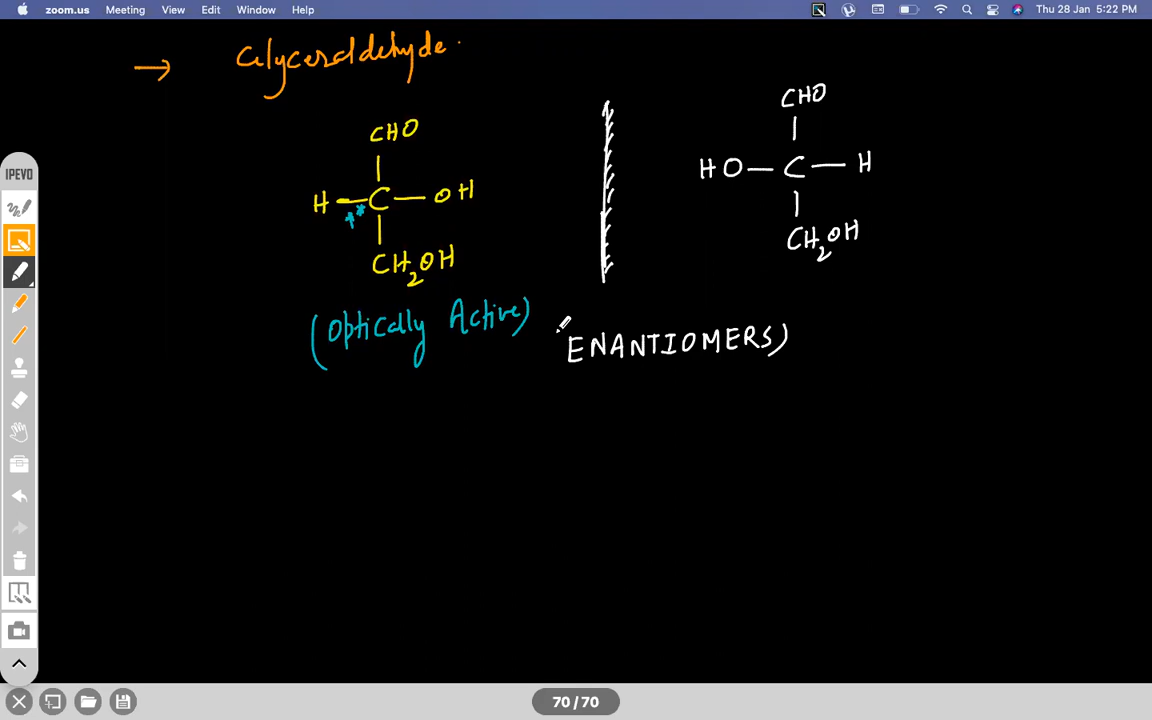 zoom.us Meeting View Edit Window Help Thu 28 Jan 5:22 PM
→ Glyceraldehyde
CHO
H — C — OH
**
CH2OH
CHO
HO — C — H
CH2OH
(Optically Active)
ENANTIOMERS)
IPEVO
70 / 70